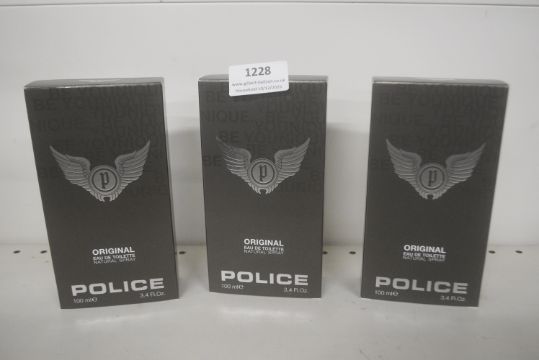 ORIGINAL
EAU DE TOILETTE
NATURAL SPRAY
POLICE
100 ml e
3.4 Fl.Oz.
1228
P
ORIGINAL
EAU DE TOILETTE
NATURAL SPRAY
POLICE
100 ml e
3.4 Fl.Oz.
P
ORIGINAL
EAU DE TOILETTE
NATURAL SPRAY
POLICE
100 ml e
3.4 Fl.Oz.
P